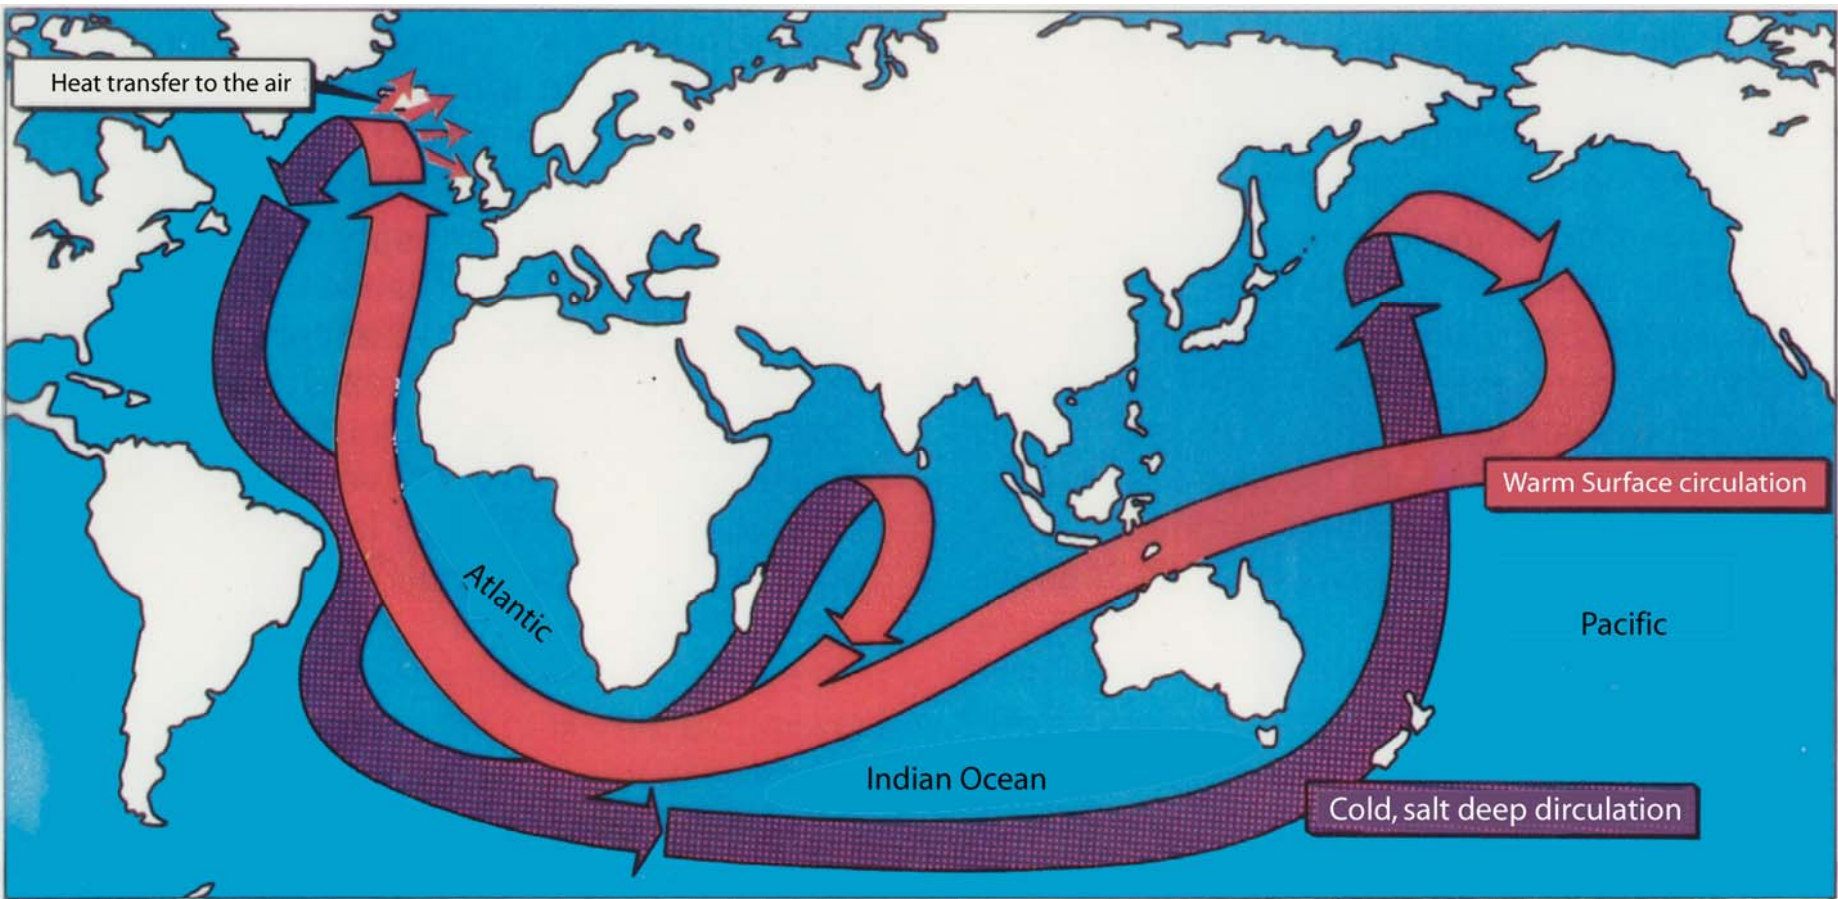 Heat transfer to the air
Warm Surface circulation
Atlantic
Pacific
Indian Ocean
Cold, salt deep dirculation